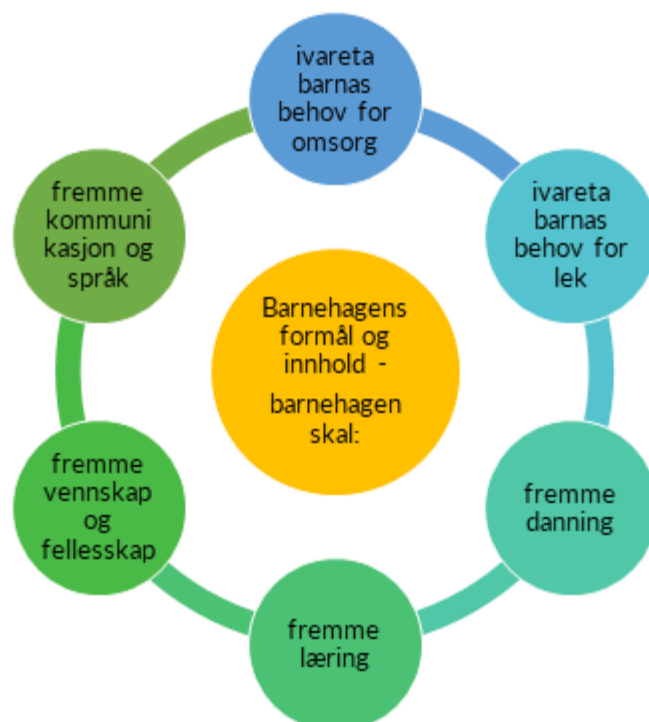 ivareta
barnas
behov for
omsorg
ivareta
barnas
behov for
lek
fremme
danning
fremme
læring
fremme
vennskap
og
fellesskap
fremme
kommuni
kasjon og
språk
Barnehagens
formål og
innhold -
barnehagen
skal: